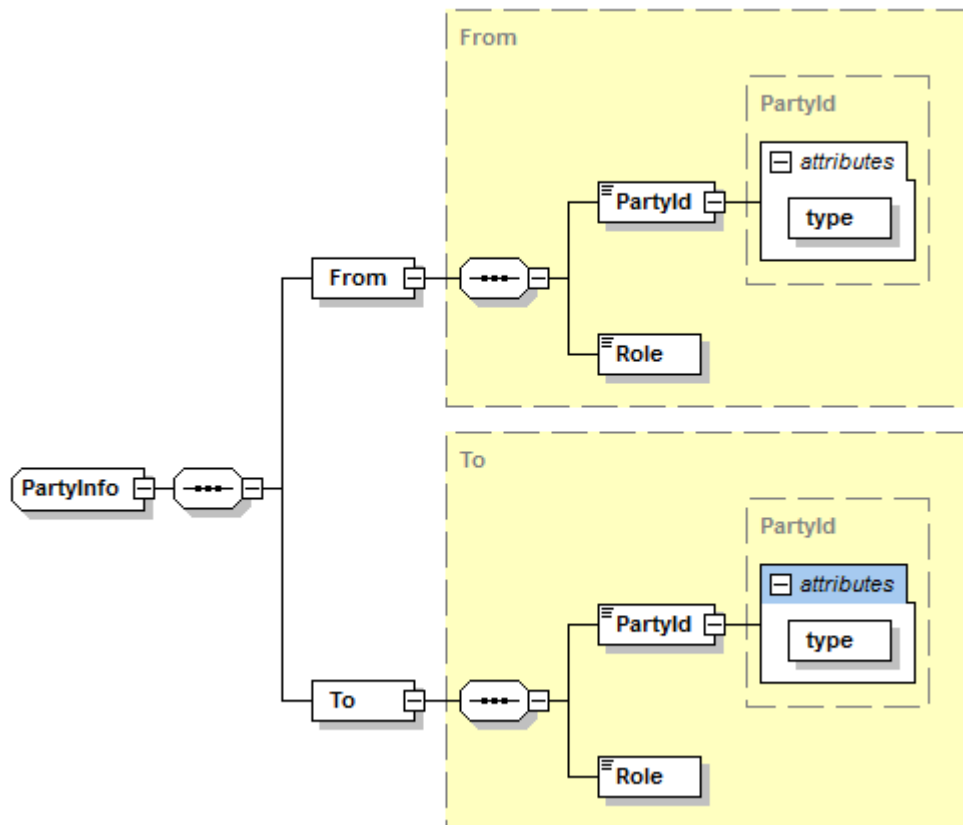 From
PartyId
attributes
PartyId
type
From
Role
To
PartyInfo
PartyId
attributes
PartyId
type
To
Role